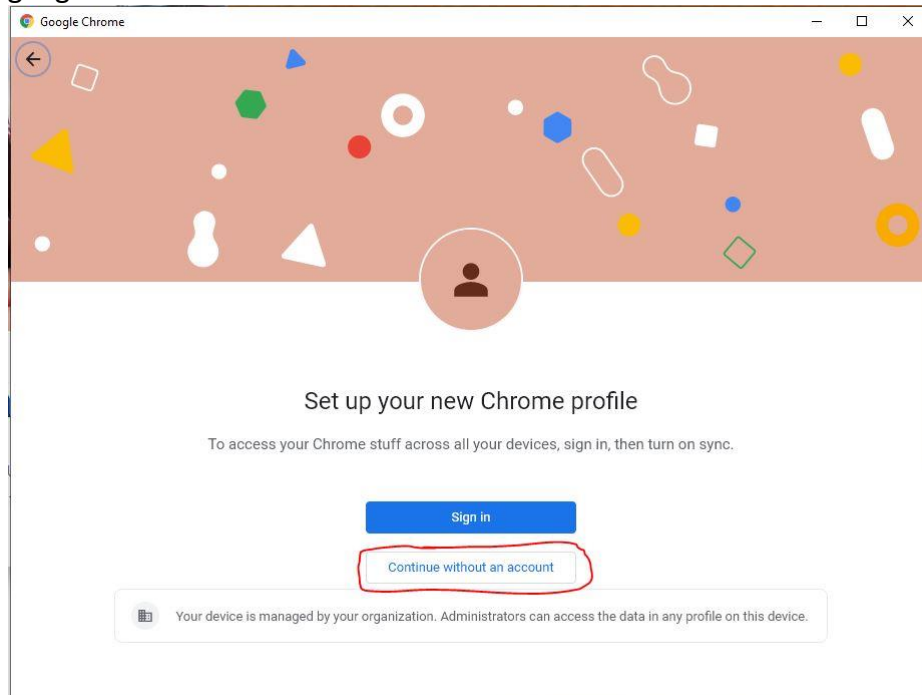 Google Chrome
Set up your new Chrome profile
To access your Chrome stuff across all your devices, sign in, then turn on sync.
Sign in
Continue without an account
Your device is managed by your organization. Administrators can access the data in any profile on this device.